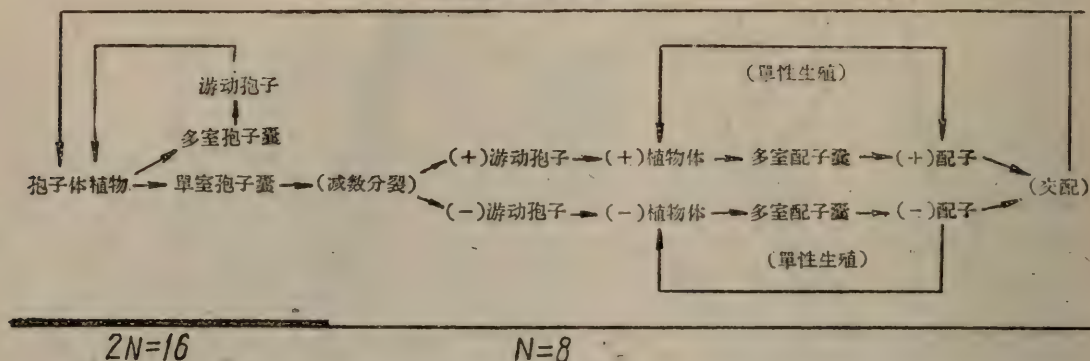 (單性生殖)
游动孢子
多室孢子囊
(+)游动孢子 (+)植物体 多室配子囊 (+)配子
孢子体植物 單室孢子囊 (减数分裂) (交配)
(-)游动孢子 (-)植物体 多室配子囊 (-)配子
(單性生殖)
2N=16 N=8